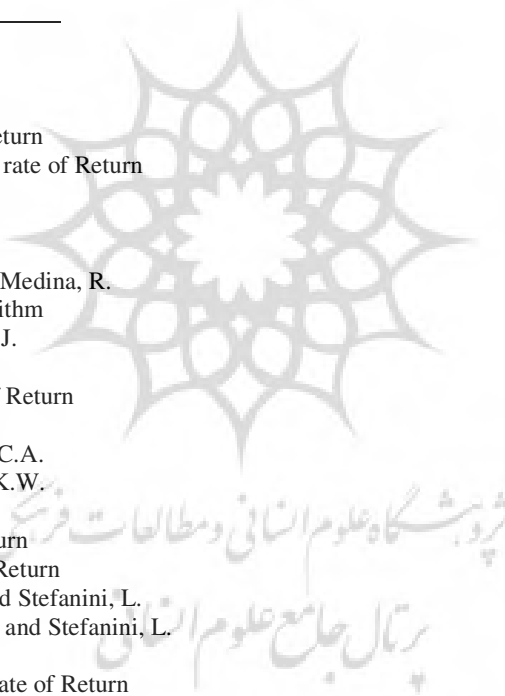 eturn
rate of Return
Medina, R.
ithm
J.
f Return
C.A.
K.W.
پژوهشگاه علوم انسانی و مطالعات فرهنگی
urn
Return
d Stefanini, L.
and Stefanini, L.
پرتال جامع علوم انسانی
ate of Return